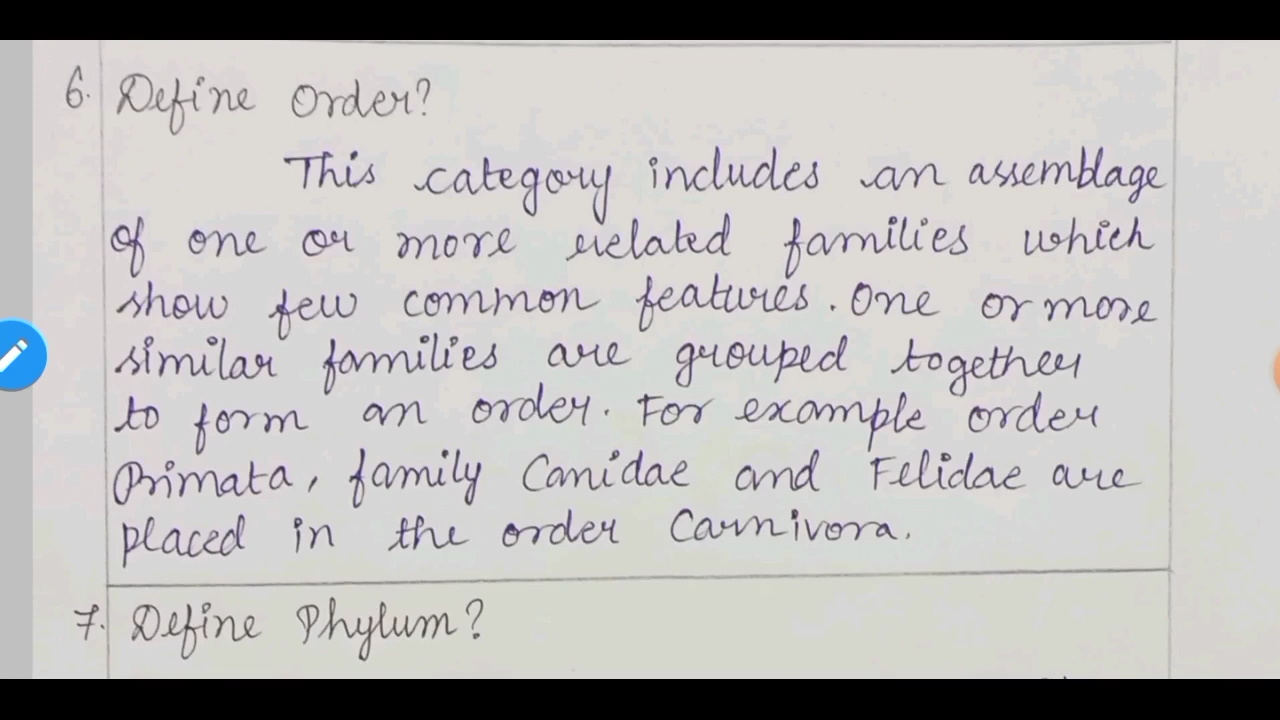 6. Define Order?
This category includes an assemblage
of one or more related families which
show few common features. One or more
similar families are grouped together
to form an order. For example order
Primata, family Canidae and Felidae are
placed in the order Carnivora.
7. Define Phylum?